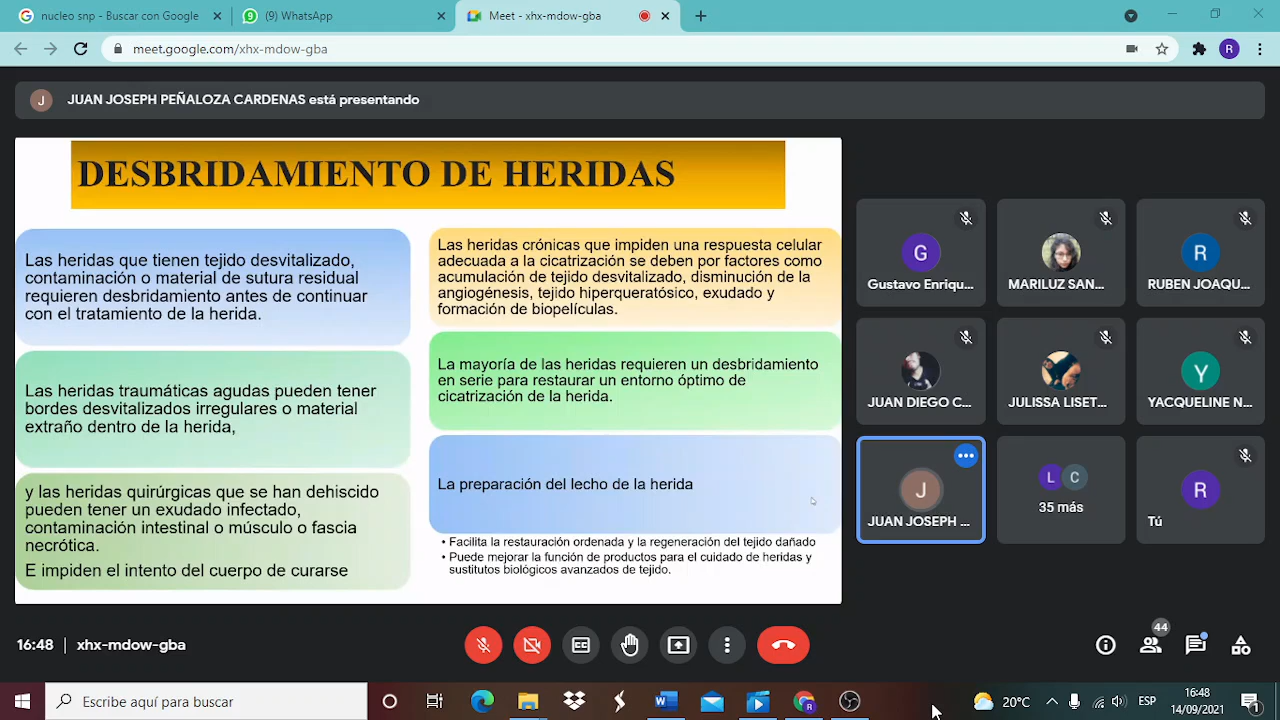 nucleo snp - Buscar con Google
(9) WhatsApp
Meet - xhx-mdow-gba
meet.google.com/xhx-mdow-gba
R
J
JUAN JOSEPH PEÑALOZA CARDENAS está presentando
DESBRIDAMIENTO DE HERIDAS
Las heridas que tienen tejido desvitalizado,
contaminación o material de sutura residual
requieren desbridamiento antes de continuar
con el tratamiento de la herida.
Las heridas traumáticas agudas pueden tener
bordes desvitalizados irregulares o material
extraño dentro de la herida,
y las heridas quirúrgicas que se han dehiscido
pueden tener un exudado infectado,
contaminación intestinal o músculo o fascia
necrótica.
E impiden el intento del cuerpo de curarse
Las heridas crónicas que impiden una respuesta celular
adecuada a la cicatrización se deben por factores como
acumulación de tejido desvitalizado, disminución de la
angiogénesis, tejido hiperqueratósico, exudado y
formación de biopelículas.
La mayoría de las heridas requieren un desbridamiento
en serie para restaurar un entorno óptimo de
cicatrización de la herida.
La preparación del lecho de la herida
• Facilita la restauración ordenada y la regeneración del tejido dañado
• Puede mejorar la función de productos para el cuidado de heridas y
sustitutos biológicos avanzados de tejido.
G
Gustavo Enriqu...
MARILUZ SAN...
R
RUBEN JOAQU...
JUAN DIEGO C...
JULISSA LISET...
Y
YACQUELINE N...
J
JUAN JOSEPH ...
L C
35 más
R
Tú
16:48 | xhx-mdow-gba
44
Escribe aquí para buscar
20°C
ESP
16:48
14/09/2021
1